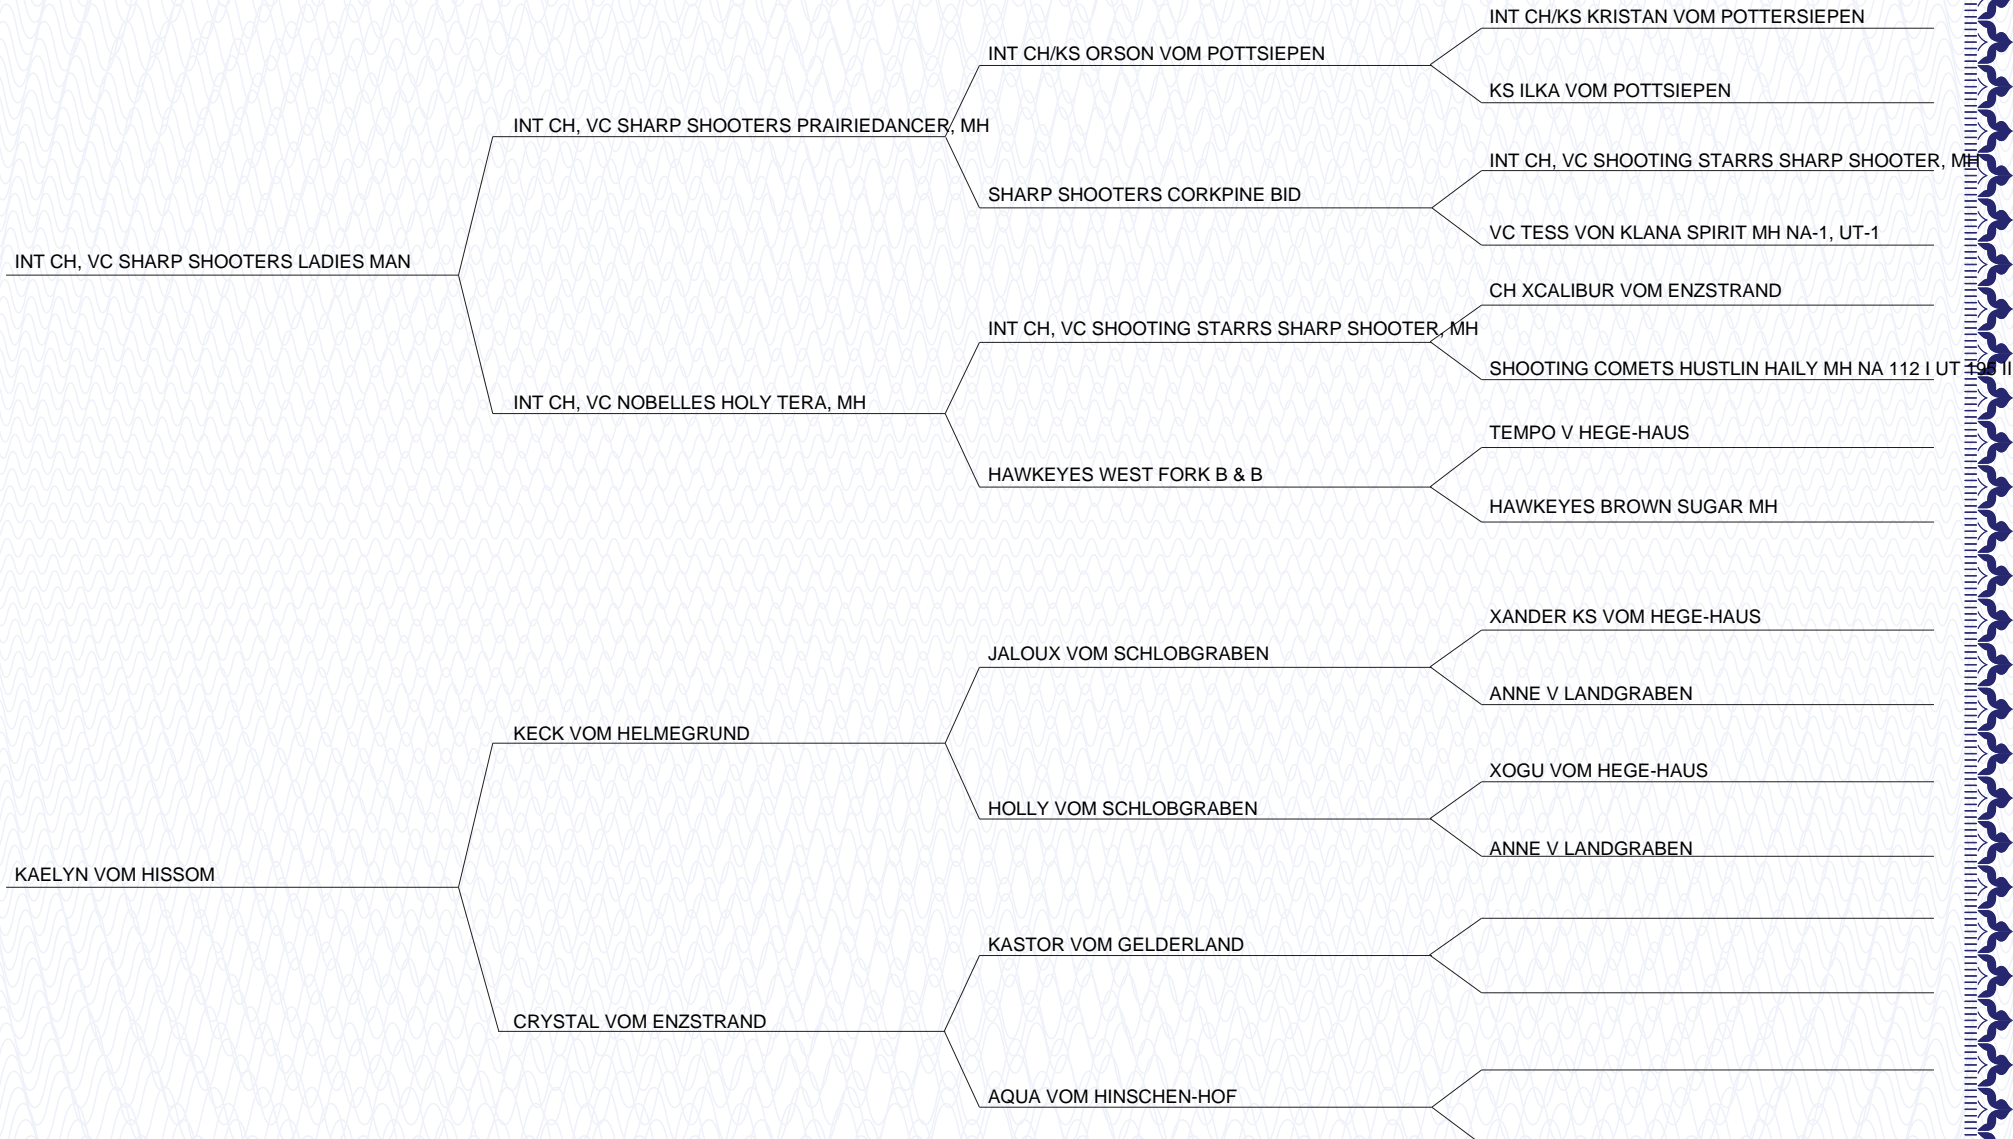 INT CH/KS KRISTAN VOM POTTERSIEPEN
INT CH/KS ORSON VOM POTTSIEPEN
KS ILKA VOM POTTSIEPEN
INT CH, VC SHARP SHOOTERS PRAIRIEDANCER, MH
INT CH, VC SHOOTING STARRS SHARP SHOOTER, MH
SHARP SHOOTERS CORKPINE BID
VC TESS VON KLANA SPIRIT MH NA-1, UT-1
INT CH, VC SHARP SHOOTERS LADIES MAN
CH XCALIBUR VOM ENZSTRAND
INT CH, VC SHOOTING STARRS SHARP SHOOTER, MH
SHOOTING COMETS HUSTLIN HAILY MH NA 112 I UT 195 II
INT CH, VC NOBELLES HOLY TERA, MH
TEMPO V HEGE-HAUS
HAWKEYES WEST FORK B & B
HAWKEYES BROWN SUGAR MH
XANDER KS VOM HEGE-HAUS
JALOUX VOM SCHLOBGRABEN
ANNE V LANDGRABEN
KECK VOM HELMEGRUND
XOGU VOM HEGE-HAUS
HOLLY VOM SCHLOBGRABEN
ANNE V LANDGRABEN
KAELYN VOM HISSOM
KASTOR VOM GELDERLAND
CRYSTAL VOM ENZSTRAND
AQUA VOM HINSCHEN-HOF